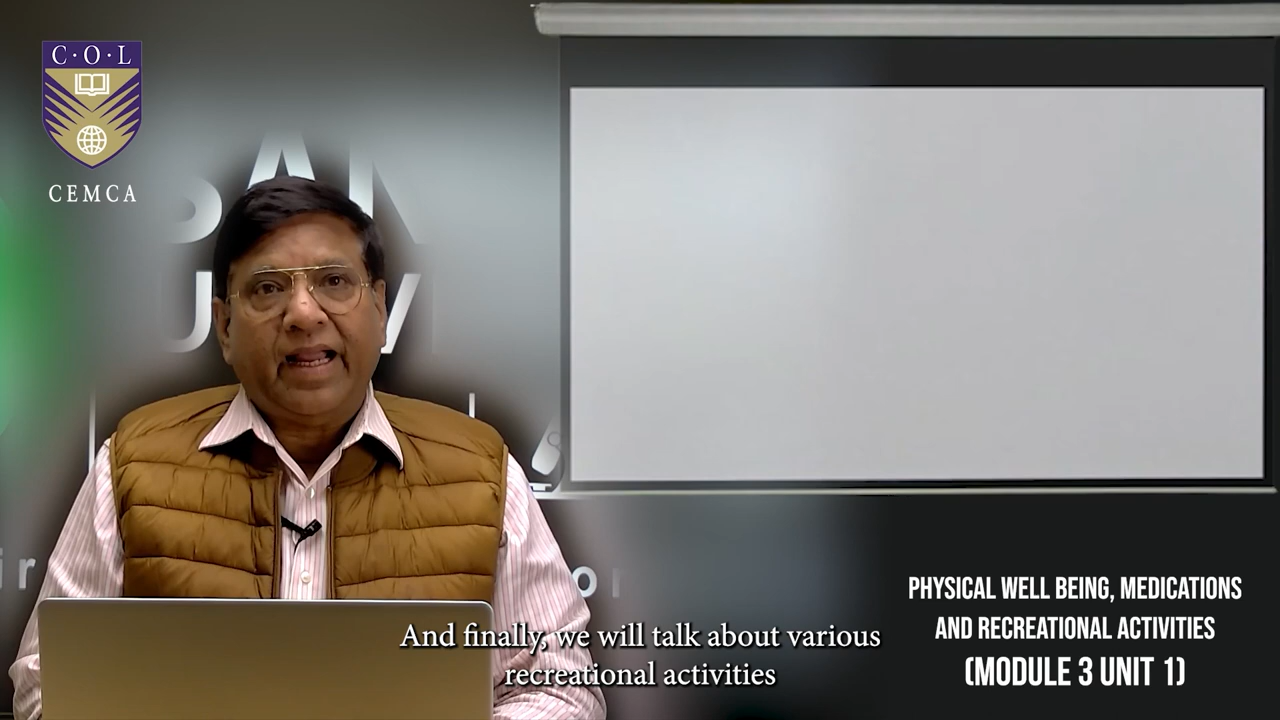 C·O·L
CEMCA
And finally, we will talk about various
recreational activities
PHYSICAL WELL BEING, MEDICATIONS
AND RECREATIONAL ACTIVITIES
(MODULE 3 UNIT 1)